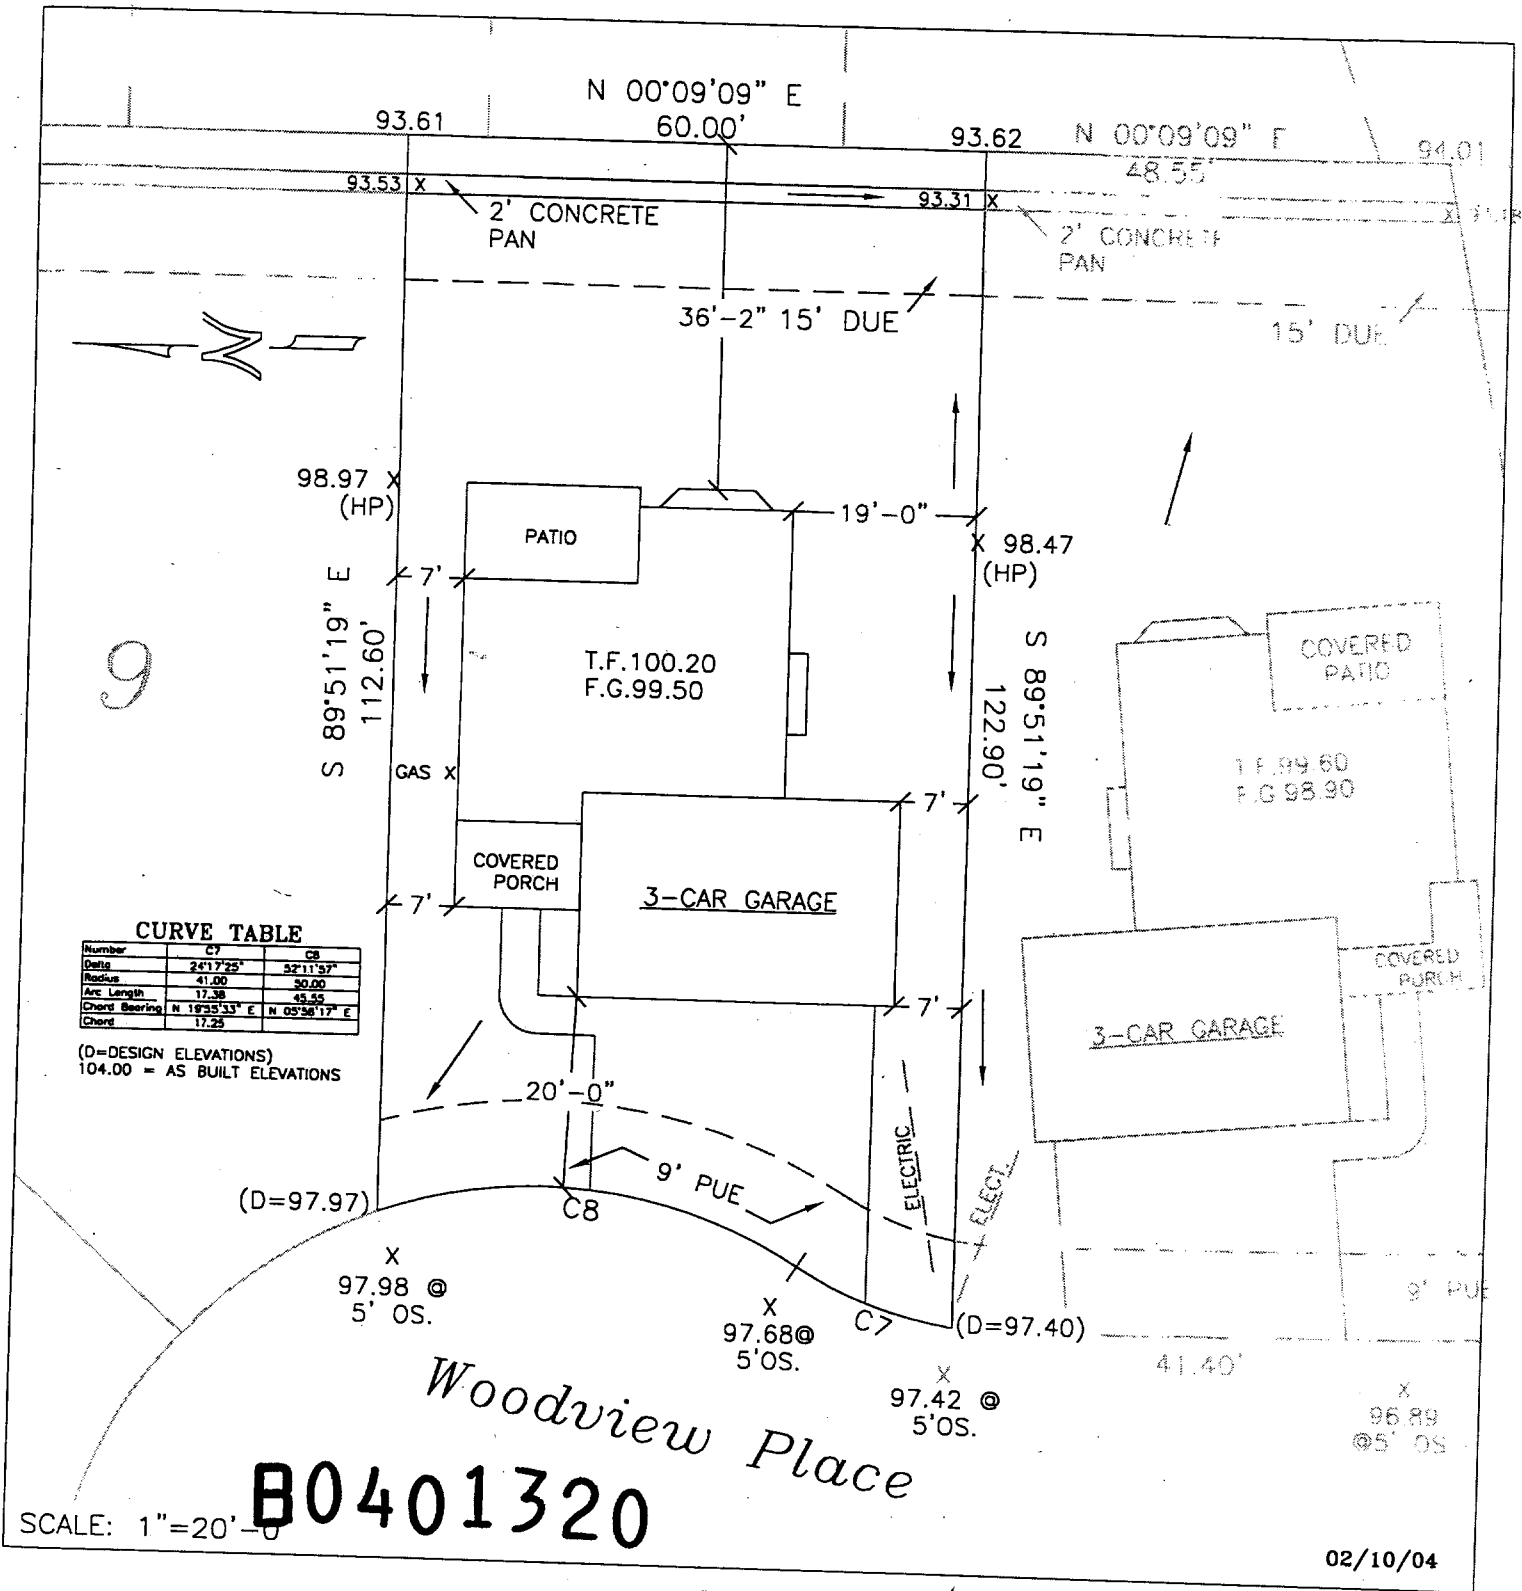 N 00°09'09" E
60.00'
93.61
93.62
N 00°09'09" E
48.55'
94.01
93.53 X
93.31 X
X
2' CONCRETE
PAN
2' CONCRETE
PAN
36'-2"
15' DUE
15' DUE
N
98.97 X
(HP)
PATIO
19'-0"
X 98.47
(HP)
7'
S 89°51'19" E
112.60'
9
T.F.100.20
F.G.99.50
S 89°51'19" E
122.90'
COVERED
PATIO
T.F.99.60
F.G.98.90
GAS X
7'
COVERED
PORCH
3-CAR GARAGE
7'
7'
COVERED
PORCH
3-CAR GARAGE
CURVE TABLE
Number C7 C8
Delta 24°17'25" 52°11'57"
Radius 41.00 50.00
Arc Length 17.38 45.55
Chord Bearing N 19°55'33" E N 05°58'17" E
Chord 17.25
(D=DESIGN ELEVATIONS)
104.00 = AS BUILT ELEVATIONS
20'-0"
9' PUE
ELECTRIC
ELECT.
(D=97.97)
C8
X
97.98 @
5' OS.
X
97.68@
5'OS.
C7
(D=97.40)
9' PUE
41.40'
X
97.42 @
5'OS.
X
96.89
@5' OS
Woodview Place
B0401320
SCALE: 1"=20'-0
02/10/04